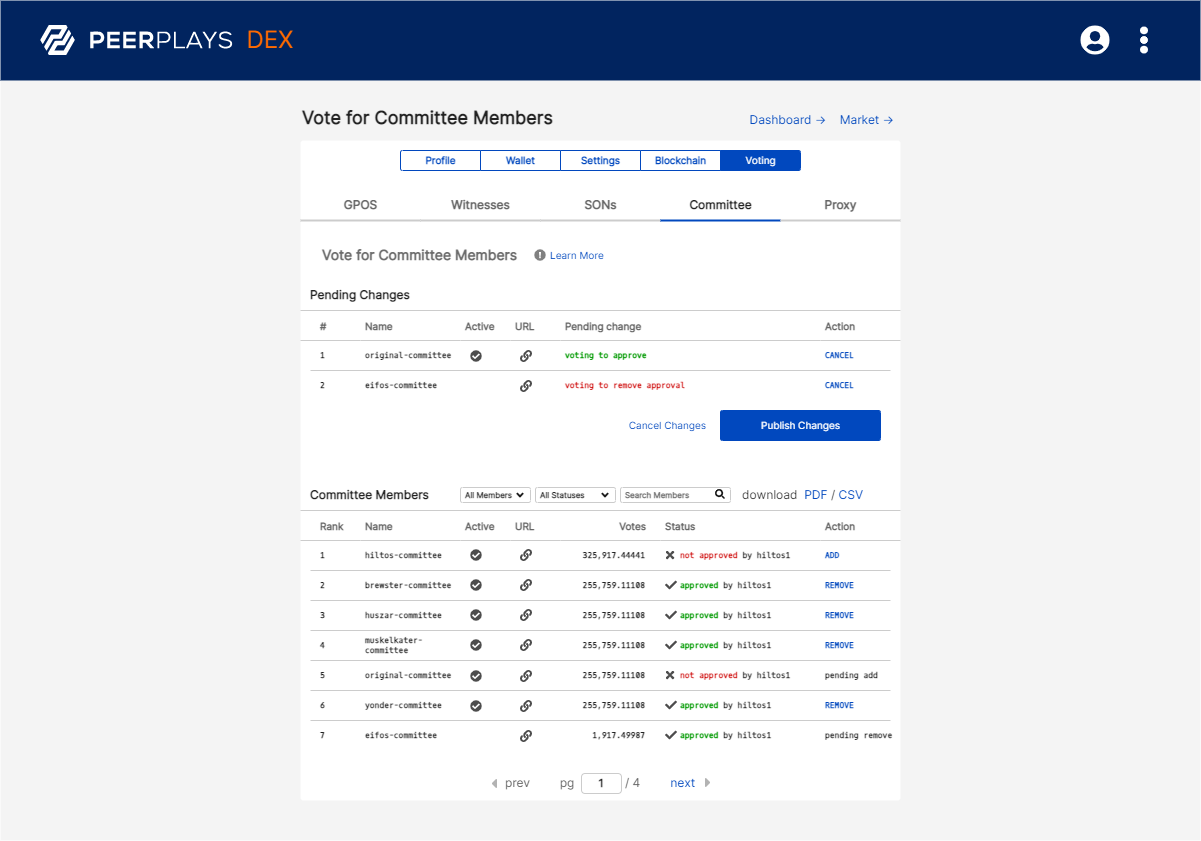 PEERPLAYS DEX
Vote for Committee Members
Dashboard → Market →
Profile Wallet Settings Blockchain Voting
GPOS Witnesses SONs Committee Proxy
Vote for Committee Members Learn More
Pending Changes
# Name Active URL Pending change Action
1 original-committee voting to approve CANCEL
2 eifos-committee voting to remove approval CANCEL
Cancel Changes Publish Changes
Committee Members All Members All Statuses Search Members download PDF / CSV
Rank Name Active URL Votes Status Action
1 hiltos-committee 325,917.44441 not approved by hiltos1 ADD
2 brewster-committee 255,759.11108 approved by hiltos1 REMOVE
3 huszar-committee 255,759.11108 approved by hiltos1 REMOVE
4 muskelkater-
committee 255,759.11108 approved by hiltos1 REMOVE
5 original-committee 255,759.11108 not approved by hiltos1 pending add
6 yonder-committee 255,759.11108 approved by hiltos1 REMOVE
7 eifos-committee 1,917.49987 approved by hiltos1 pending remove
prev pg 1 / 4 next